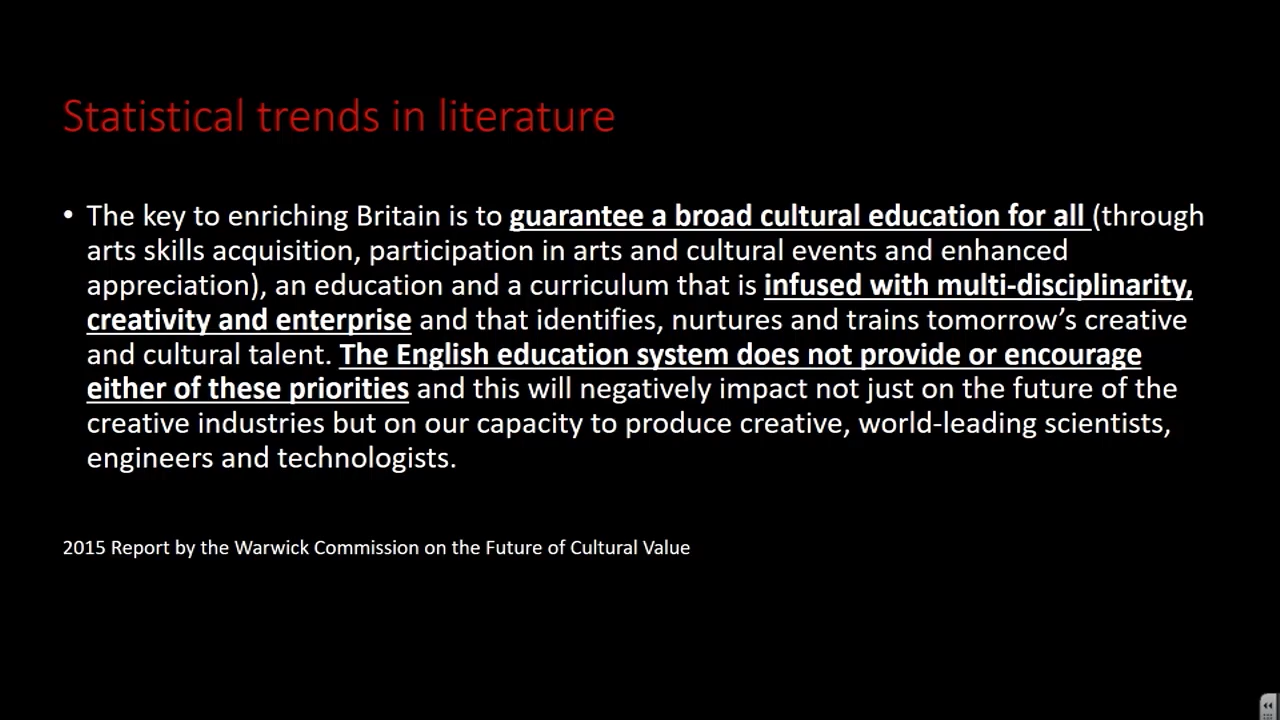 Statistical trends in literature
• The key to enriching Britain is to guarantee a broad cultural education for all (through
arts skills acquisition, participation in arts and cultural events and enhanced
appreciation), an education and a curriculum that is infused with multi-disciplinarity,
creativity and enterprise and that identifies, nurtures and trains tomorrow’s creative
and cultural talent. The English education system does not provide or encourage
either of these priorities and this will negatively impact not just on the future of the
creative industries but on our capacity to produce creative, world-leading scientists,
engineers and technologists.
2015 Report by the Warwick Commission on the Future of Cultural Value